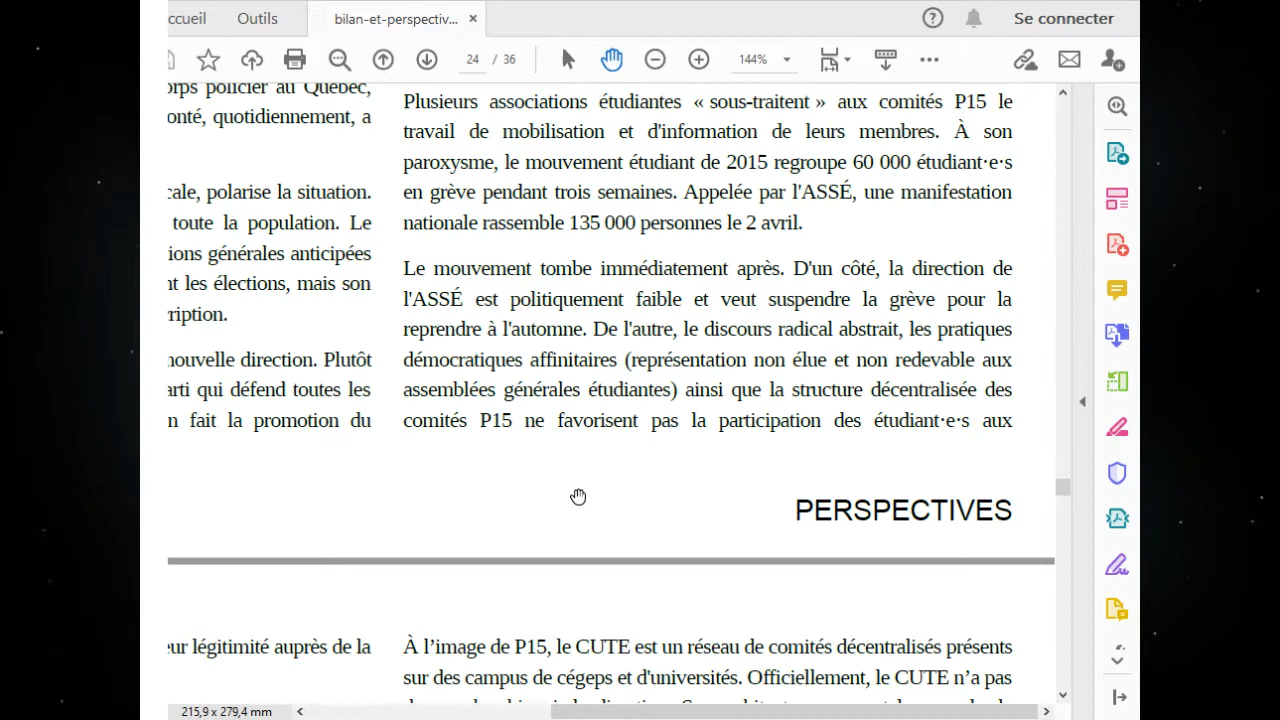 ccueil
Outils
bilan-et-perspectiv...
Se connecter
24 / 36
144%
orps policier au Québec,
onté, quotidiennement, a
cale, polarise la situation.
toute la population. Le
ions générales anticipées
nt les élections, mais son
ription.
nouvelle direction. Plutôt
arti qui défend toutes les
n fait la promotion du
Plusieurs associations étudiantes « sous-traitent » aux comités P15 le
travail de mobilisation et d'information de leurs membres. À son
paroxysme, le mouvement étudiant de 2015 regroupe 60 000 étudiant·e·s
en grève pendant trois semaines. Appelée par l'ASSÉ, une manifestation
nationale rassemble 135 000 personnes le 2 avril.
Le mouvement tombe immédiatement après. D'un côté, la direction de
l'ASSÉ est politiquement faible et veut suspendre la grève pour la
reprendre à l'automne. De l'autre, le discours radical abstrait, les pratiques
démocratiques affinitaires (représentation non élue et non redevable aux
assemblées générales étudiantes) ainsi que la structure décentralisée des
comités P15 ne favorisent pas la participation des étudiant·e·s aux
PERSPECTIVES
eur légitimité auprès de la
À l’image de P15, le CUTE est un réseau de comités décentralisés présents
sur des campus de cégeps et d'universités. Officiellement, le CUTE n’a pas
215,9 x 279,4 mm